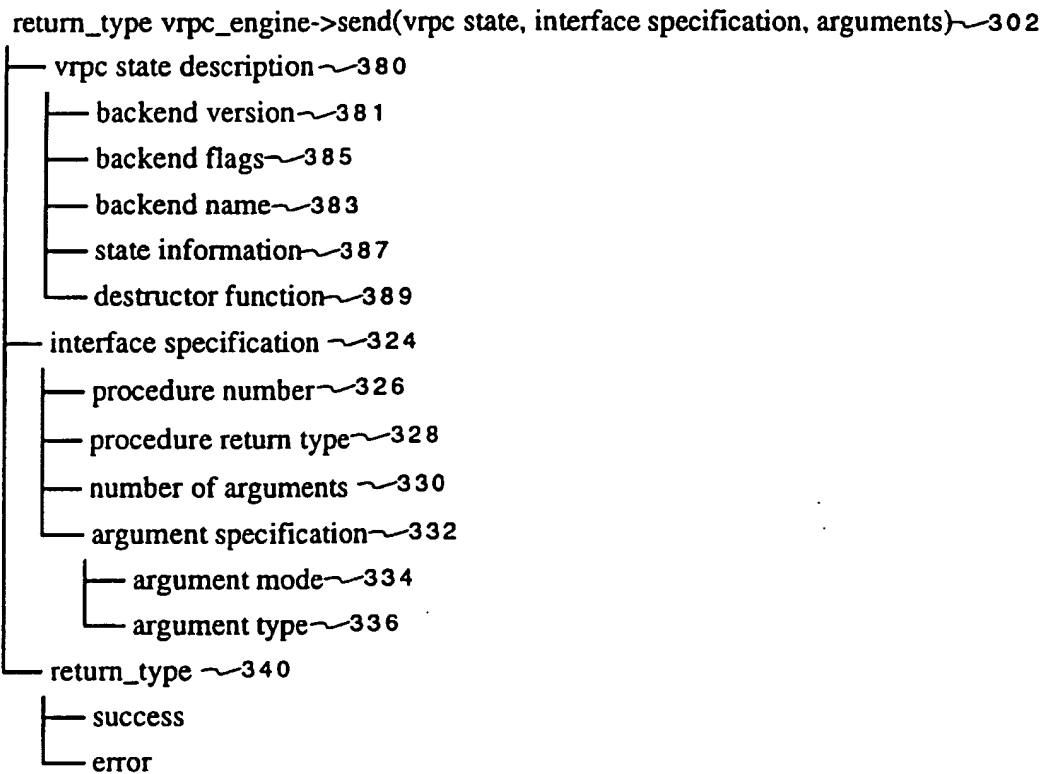 return_type vrpc_engine->send(vrpc state, interface specification, arguments) 302
vrpc state description 380
backend version 381
backend flags 385
backend name 383
state information 387
destructor function 389
interface specification 324
procedure number 326
procedure return type 328
number of arguments 330
argument specification 332
argument mode 334
argument type 336
return_type 340
success
error